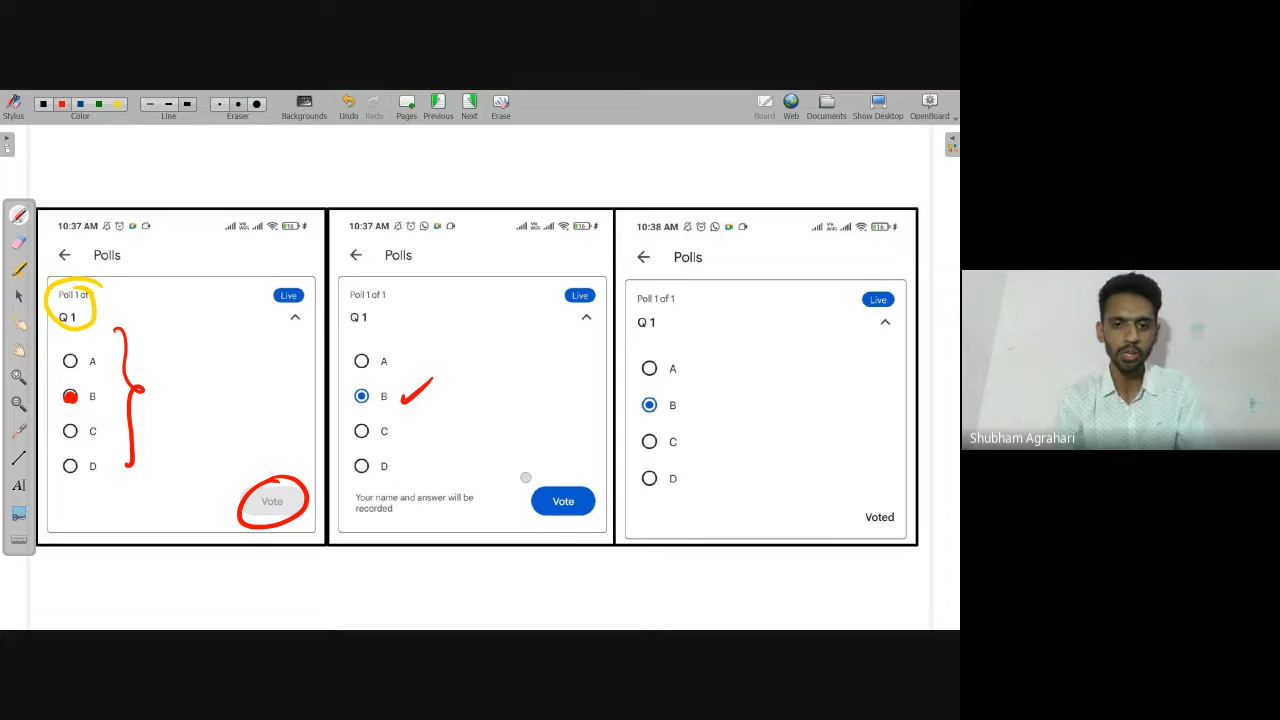 Stylus Color Line Eraser Backgrounds Undo Redo Pages Previous Next Erase Board Web Documents Show Desktop OpenBoard
10:37 AM
Polls
Poll 1 of
Live
Q 1
A
B
C
D
Vote
10:37 AM
Polls
Poll 1 of 1
Live
Q 1
A
B
C
D
Your name and answer will be
recorded
Vote
10:38 AM
Polls
Poll 1 of 1
Live
Q 1
A
B
C
D
Voted
Shubham Agrahari